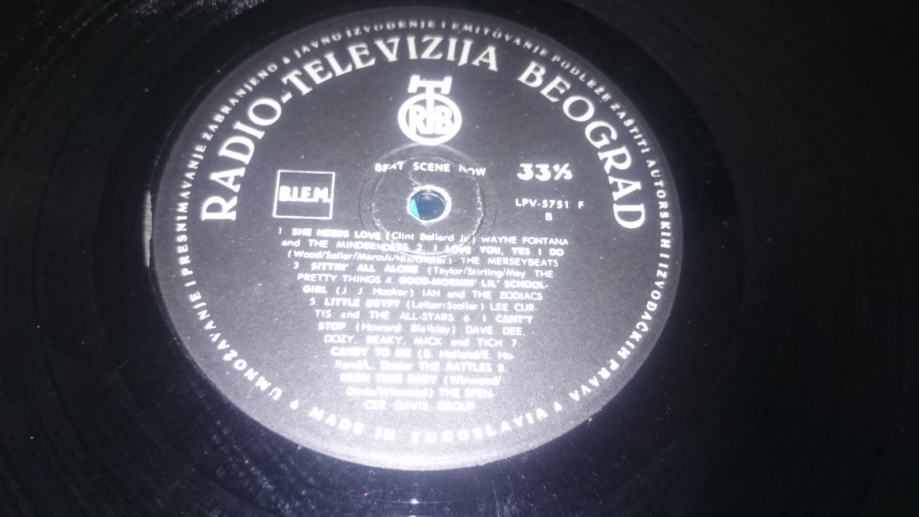 UMNOŽAVANJE I PRESNIMAVANJE ZABRANJENO • JAVNO IZVOĐENJE I EMITOVANJE PODLEŽE ZAŠTITI AUTORSKIH I IZVOĐAČKIH PRAVA • MADE IN YUGOSLAVIA •
RADIO-TELEVIZIJA BEOGRAD
RTB
BEAT SCENE NOW
33⅓
B.I.E.M.
LPV-5751 F
B
1 SHE NEEDS LOVE (Clint Ballard Jr.) WAYNE FONTANA
and THE MINDBENDERS 2. I LOVE YOU, YES I DO
THE MERSEYBEATS
3 SITTIN' ALL ALONE (Taylor/Stirling/May THE
PRETTY THINGS 4. GOOD-MORNIN' LIL' SCHOOL-
GIRL (J. J. Hooker) IAN and THE ZODIACS
5 LITTLE EGYPT (Leiber/Stoller) LEE CUR-
TIS and THE ALL-STARS 6 I CAN'T
STOP (Howard Blaikley) DAVE DEE,
DOZY, BEAKY, MICK and TICH 7
CANDY TO ME (B. Holland/E. Ho-
lland/L. Dozier THE RATTLES 8
HIGH TIME BABY (Winwood/
Davis/Winwood) THE SPEN-
CER DAVIS GROUP